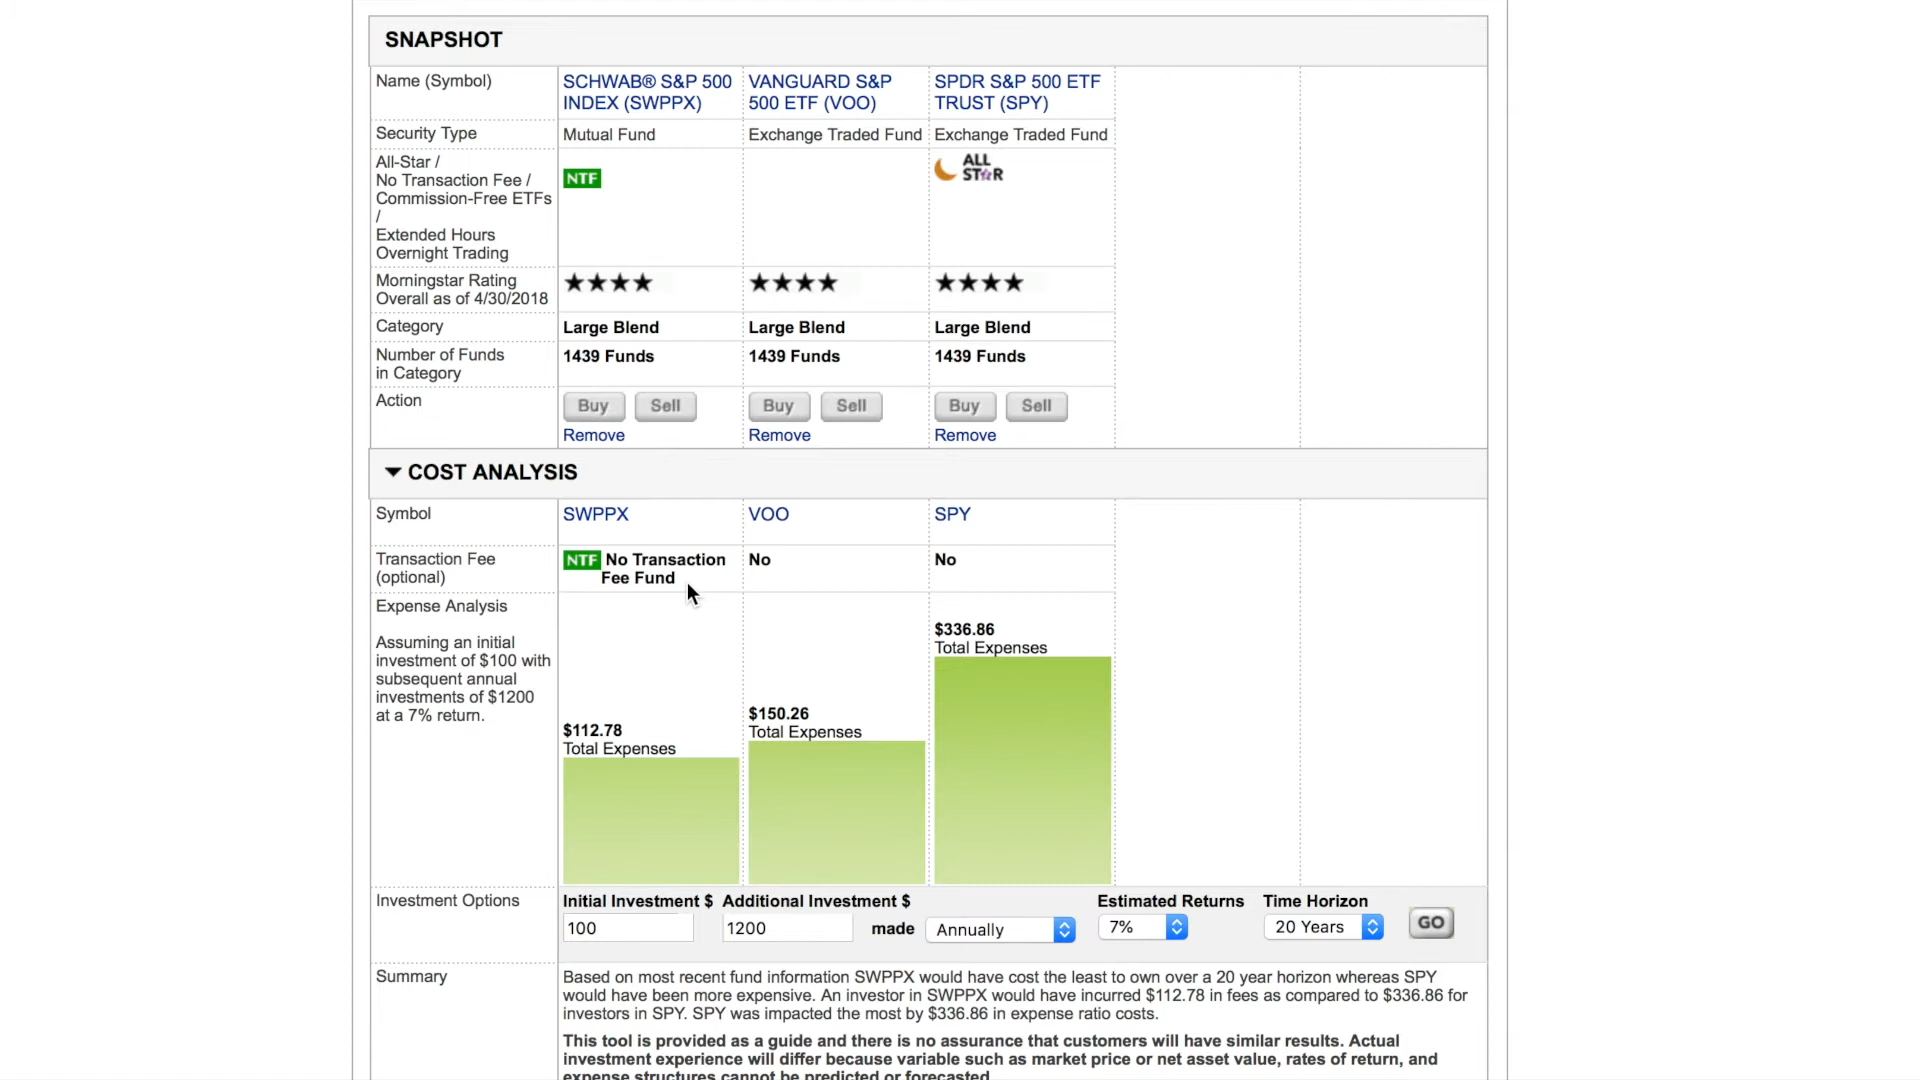 SNAPSHOT
Name (Symbol)
SCHWAB® S&P 500
INDEX (SWPPX)
VANGUARD S&P
500 ETF (VOO)
SPDR S&P 500 ETF
TRUST (SPY)
Security Type
Mutual Fund
Exchange Traded Fund
Exchange Traded Fund
All-Star /
No Transaction Fee /
Commission-Free ETFs
/
Extended Hours
Overnight Trading
NTF
ALL
STAR
Morningstar Rating
Overall as of 4/30/2018
★★★★
★★★★
★★★★
Category
Large Blend
Large Blend
Large Blend
Number of Funds
in Category
1439 Funds
1439 Funds
1439 Funds
Action
Buy
Sell
Remove
Buy
Sell
Remove
Buy
Sell
Remove
COST ANALYSIS
Symbol
SWPPX
VOO
SPY
Transaction Fee
(optional)
NTF No Transaction
Fee Fund
No
No
Expense Analysis
Assuming an initial
investment of $100 with
subsequent annual
investments of $1200
at a 7% return.
$112.78
Total Expenses
$150.26
Total Expenses
$336.86
Total Expenses
Investment Options
Initial Investment $
100
Additional Investment $
1200
made
Annually
Estimated Returns
7%
Time Horizon
20 Years
GO
Summary
Based on most recent fund information SWPPX would have cost the least to own over a 20 year horizon whereas SPY
would have been more expensive. An investor in SWPPX would have incurred $112.78 in fees as compared to $336.86 for
investors in SPY. SPY was impacted the most by $336.86 in expense ratio costs.
This tool is provided as a guide and there is no assurance that customers will have similar results. Actual
investment experience will differ because variable such as market price or net asset value, rates of return, and
expense structures cannot be predicted or forecasted.